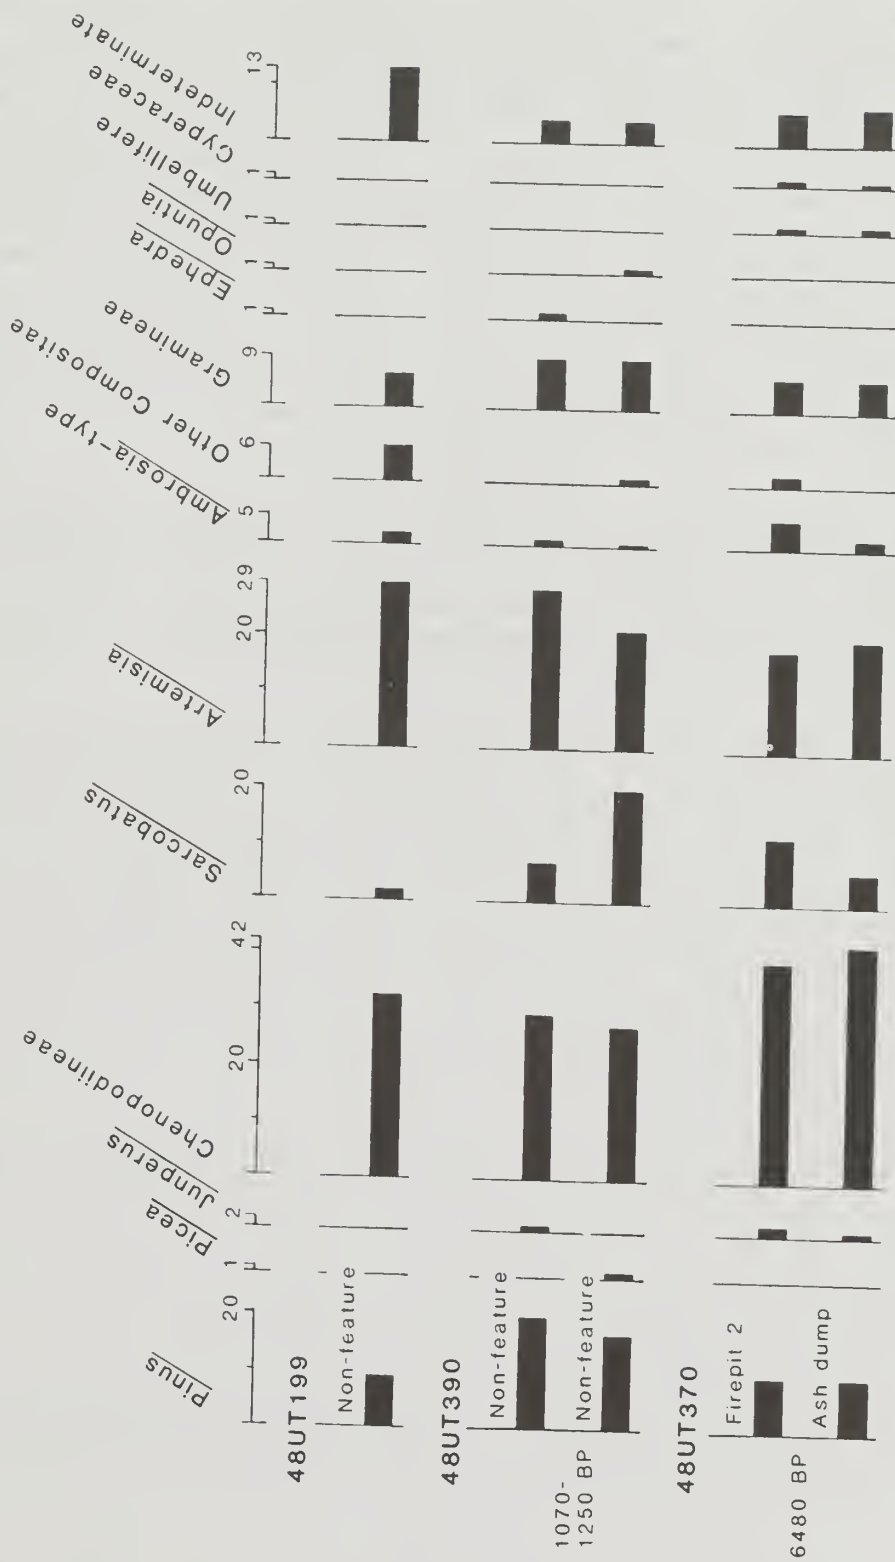 Pinus
Picea
Junperus
Chenopodiineae
Sarcobatus
Artemisia
Ambrosia-type
Other Compositae
Gramineae
Ephedra
Opuntia
Umbellifere
Cyperaceae
Indeterminate
20
1
2
20 42
20
20 29
5
6
9
1
1
1
1
13
48UT199
Non-feature
48UT390
Non-feature
1070-
1250 BP
Non-feature
48UT370
Firepit 2
6480 BP
Ash dump